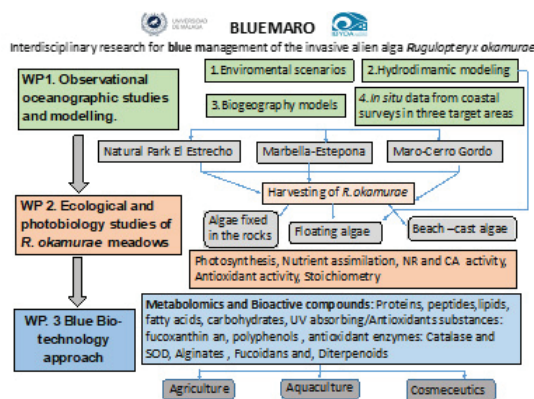 UNIVERSIDAD
DE MÁLAGA
BLUEMARO
IBYDA
Interdisciplinary research for blue management of the invasive alien alga Rugulopteryx okamurae
WP1. Observational
oceanographic studies
and modelling.
1.Enviromental scenarios
2.Hydrodimamic modeling
3.Biogeography models
4.In situ data from coastal
surveys in three target areas
Natural Park El Estrecho
Marbella-Estepona
Maro-Cerro Gordo
Harvesting of R.okamurae
WP 2. Ecological and
photobiology studies of
R. okamurae meadows
Algae fixed
in the rocks
Floating algae
Beach –cast algae
Photosynthesis, Nutrient assimilation, NR and CA activity,
Antioxidant activity, Stoichiometry
WP. 3 Blue Bio-
technology
approach
Metabolomics and Bioactive compounds: Proteins, peptides,lipids,
fatty acids, carbohydrates, UV absorbing/Antioxidants substances:
fucoxanthin an, polyphenols , antioxidant enzymes: Catalase and
SOD, Alginates , Fucoidans and, Diterpenoids
Agriculture
Aquaculture
Cosmeceutics